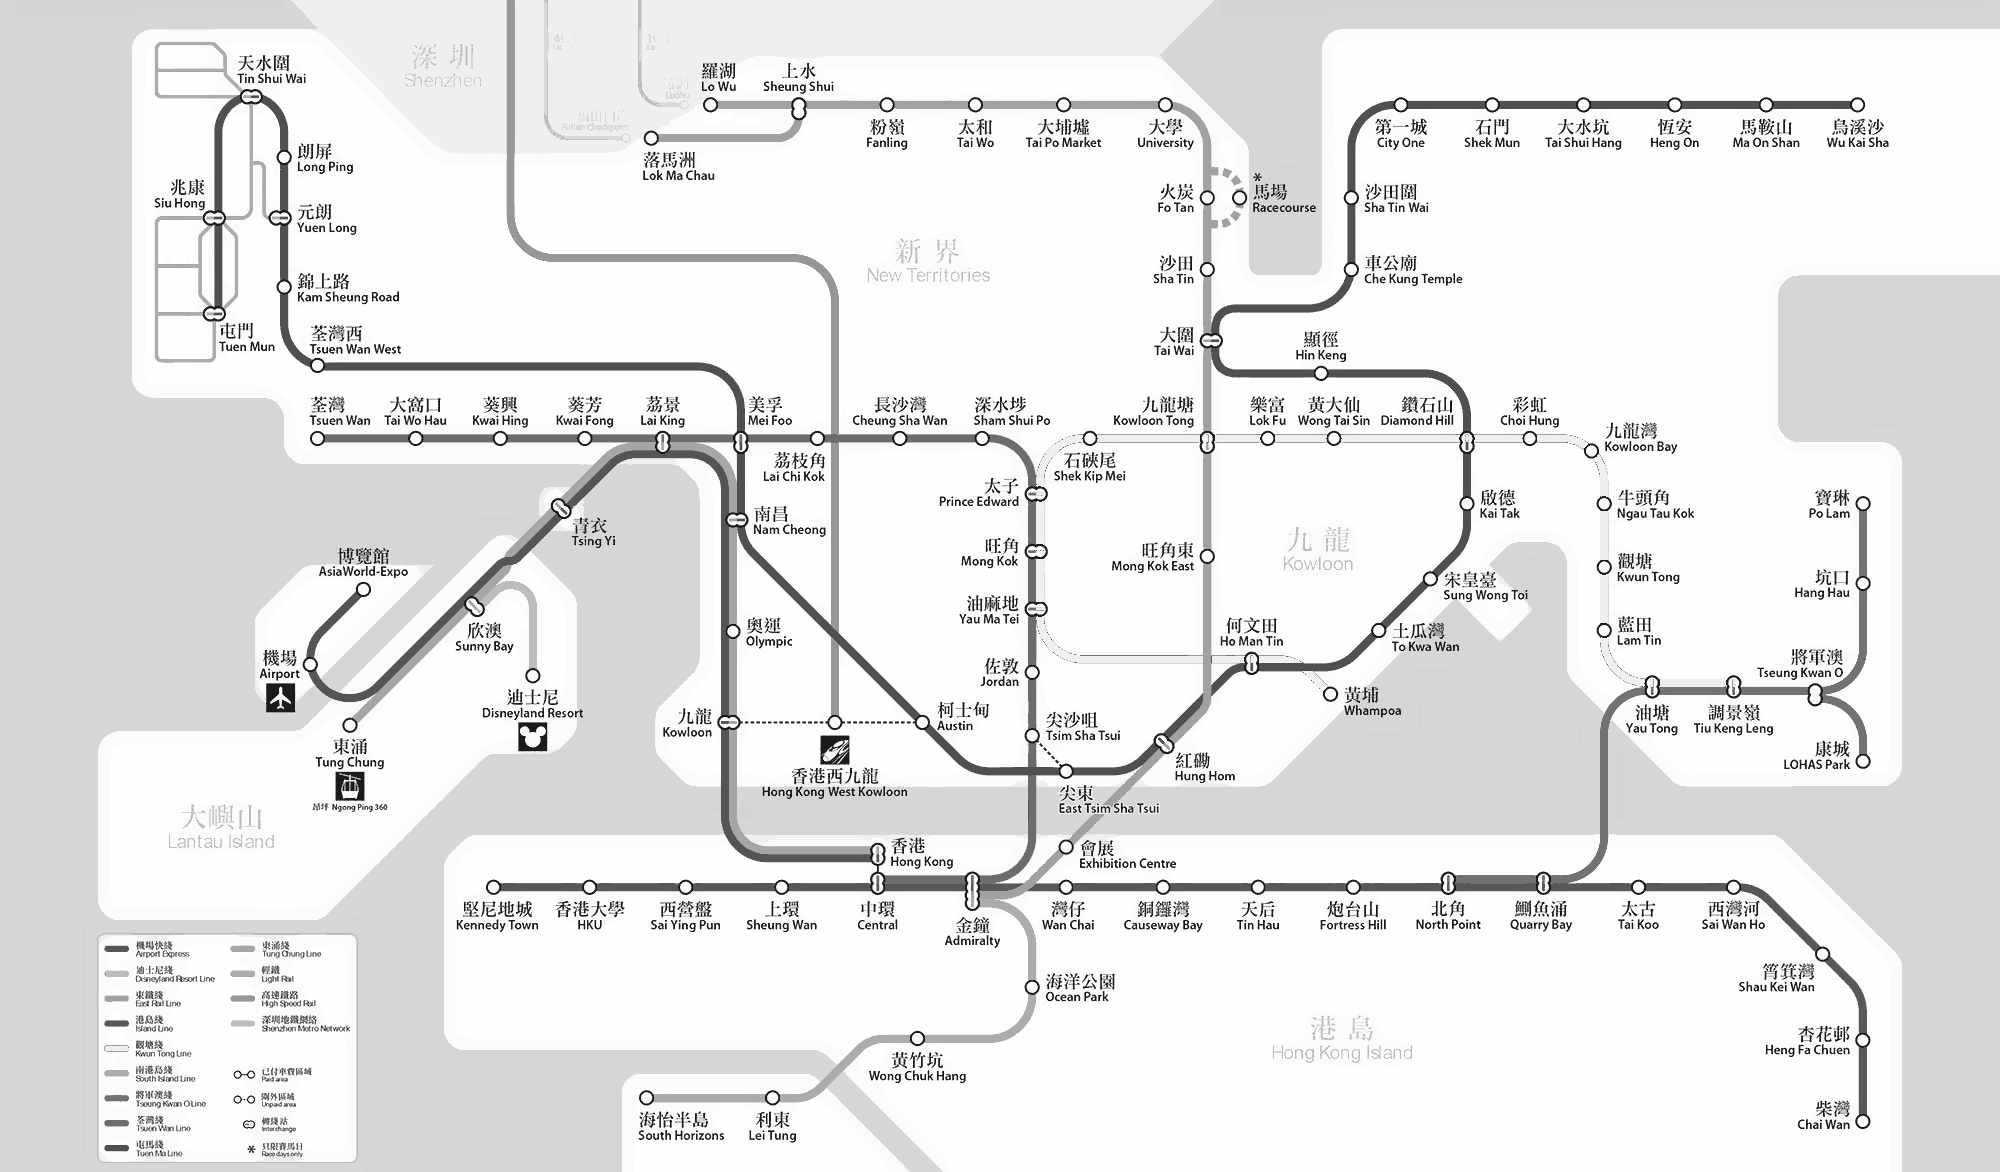 深圳
Shenzhen
天水圍
Tin Shui Wai
朗屏
Long Ping
兆康
Siu Hong
元朗
Yuen Long
錦上路
Kam Sheung Road
屯門
Tuen Mun
荃灣西
Tsuen Wan West
羅湖
Lo Wu
上水
Sheung Shui
落馬洲
Lok Ma Chau
粉嶺
Fanling
太和
Tai Wo
大埔墟
Tai Po Market
大學
University
火炭
Fo Tan
*
馬場
Racecourse
沙田
Sha Tin
大圍
Tai Wai
新界
New Territories
第一城
City One
石門
Shek Mun
大水坑
Tai Shui Hang
恆安
Heng On
馬鞍山
Ma On Shan
烏溪沙
Wu Kai Sha
沙田圍
Sha Tin Wai
車公廟
Che Kung Temple
顯徑
Hin Keng
荃灣
Tsuen Wan
大窩口
Tai Wo Hau
葵興
Kwai Hing
葵芳
Kwai Fong
荔景
Lai King
美孚
Mei Foo
荔枝角
Lai Chi Kok
長沙灣
Cheung Sha Wan
深水埗
Sham Shui Po
石硤尾
Shek Kip Mei
九龍塘
Kowloon Tong
樂富
Lok Fu
黃大仙
Wong Tai Sin
鑽石山
Diamond Hill
彩虹
Choi Hung
九龍灣
Kowloon Bay
牛頭角
Ngau Tau Kok
觀塘
Kwun Tong
藍田
Lam Tin
寶琳
Po Lam
坑口
Hang Hau
將軍澳
Tseung Kwan O
油塘
Yau Tong
調景嶺
Tiu Keng Leng
康城
LOHAS Park
太子
Prince Edward
旺角
Mong Kok
油麻地
Yau Ma Tei
佐敦
Jordan
尖沙咀
Tsim Sha Tsui
尖東
East Tsim Sha Tsui
旺角東
Mong Kok East
九龍
Kowloon
啟德
Kai Tak
宋皇臺
Sung Wong Toi
土瓜灣
To Kwa Wan
何文田
Ho Man Tin
黃埔
Whampoa
紅磡
Hung Hom
青衣
Tsing Yi
南昌
Nam Cheong
奧運
Olympic
九龍
Kowloon
柯士甸
Austin
香港西九龍
Hong Kong West Kowloon
博覽館
AsiaWorld-Expo
機場
Airport
欣澳
Sunny Bay
迪士尼
Disneyland Resort
東涌
Tung Chung
昂坪 Ngong Ping 360
大嶼山
Lantau Island
香港
Hong Kong
會展
Exhibition Centre
堅尼地城
Kennedy Town
香港大學
HKU
西營盤
Sai Ying Pun
上環
Sheung Wan
中環
Central
金鐘
Admiralty
灣仔
Wan Chai
銅鑼灣
Causeway Bay
天后
Tin Hau
炮台山
Fortress Hill
北角
North Point
鰂魚涌
Quarry Bay
太古
Tai Koo
西灣河
Sai Wan Ho
筲箕灣
Shau Kei Wan
杏花邨
Heng Fa Chuen
柴灣
Chai Wan
海洋公園
Ocean Park
黃竹坑
Wong Chuk Hang
利東
Lei Tung
海怡半島
South Horizons
港島
Hong Kong Island
機場快綫
Airport Express
迪士尼綫
Disneyland Resort Line
東鐵綫
East Rail Line
港島綫
Island Line
觀塘綫
Kwun Tong Line
南港島綫
South Island Line
將軍澳綫
Tseung Kwan O Line
荃灣綫
Tsuen Wan Line
屯馬綫
Tuen Ma Line
東涌綫
Tung Chung Line
輕鐵
Light Rail
高速鐵路
High Speed Rail
深圳地鐵網絡
Shenzhen Metro Network
已付車費區域
Paid area
閘外區域
Unpaid area
轉綫站
Interchange
* 只限賽馬日
Race days only